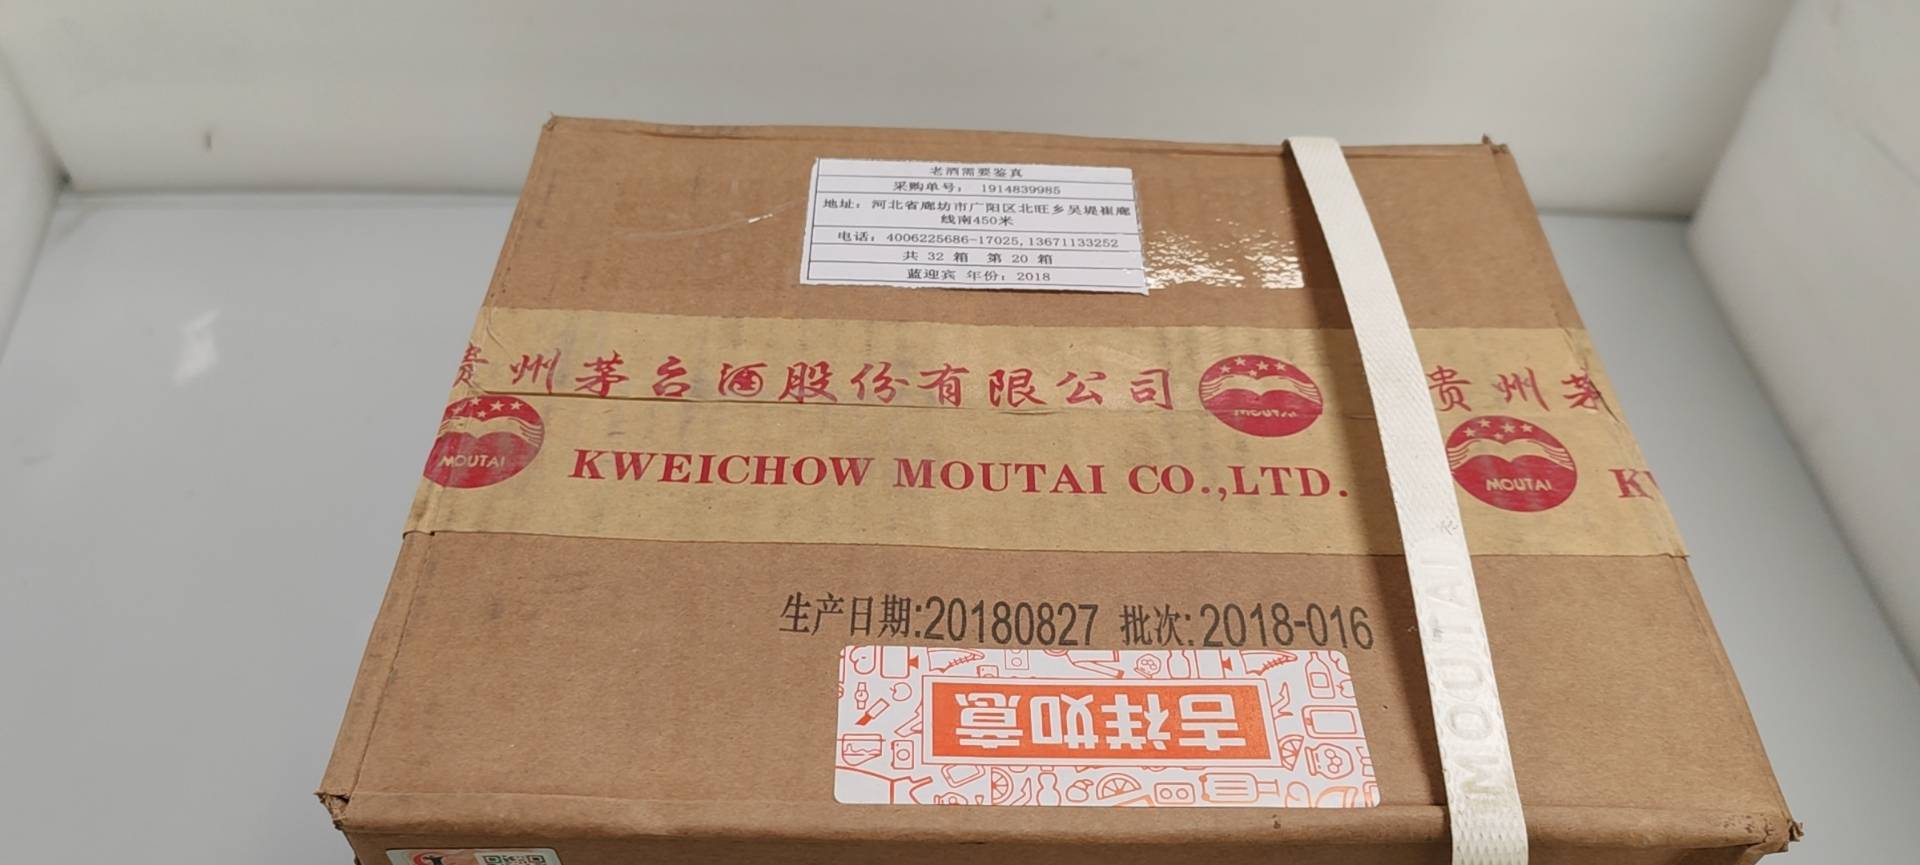 老酒需要鉴真
采购单号： 1914839985
地址：河北省廊坊市广阳区北旺乡吴堤崔廊
线南450米
电话：4006225686-17025,13671133252
共 32 箱 第 20 箱
蓝迎宾 年份：2018
贵州茅台酒股份有限公司 MOUTAI 贵州茅
MOUTAI KWEICHOW MOUTAI CO.,LTD. MOUTAI
生产日期:20180827 批次:2018-016
吉祥如意
MOUTAI